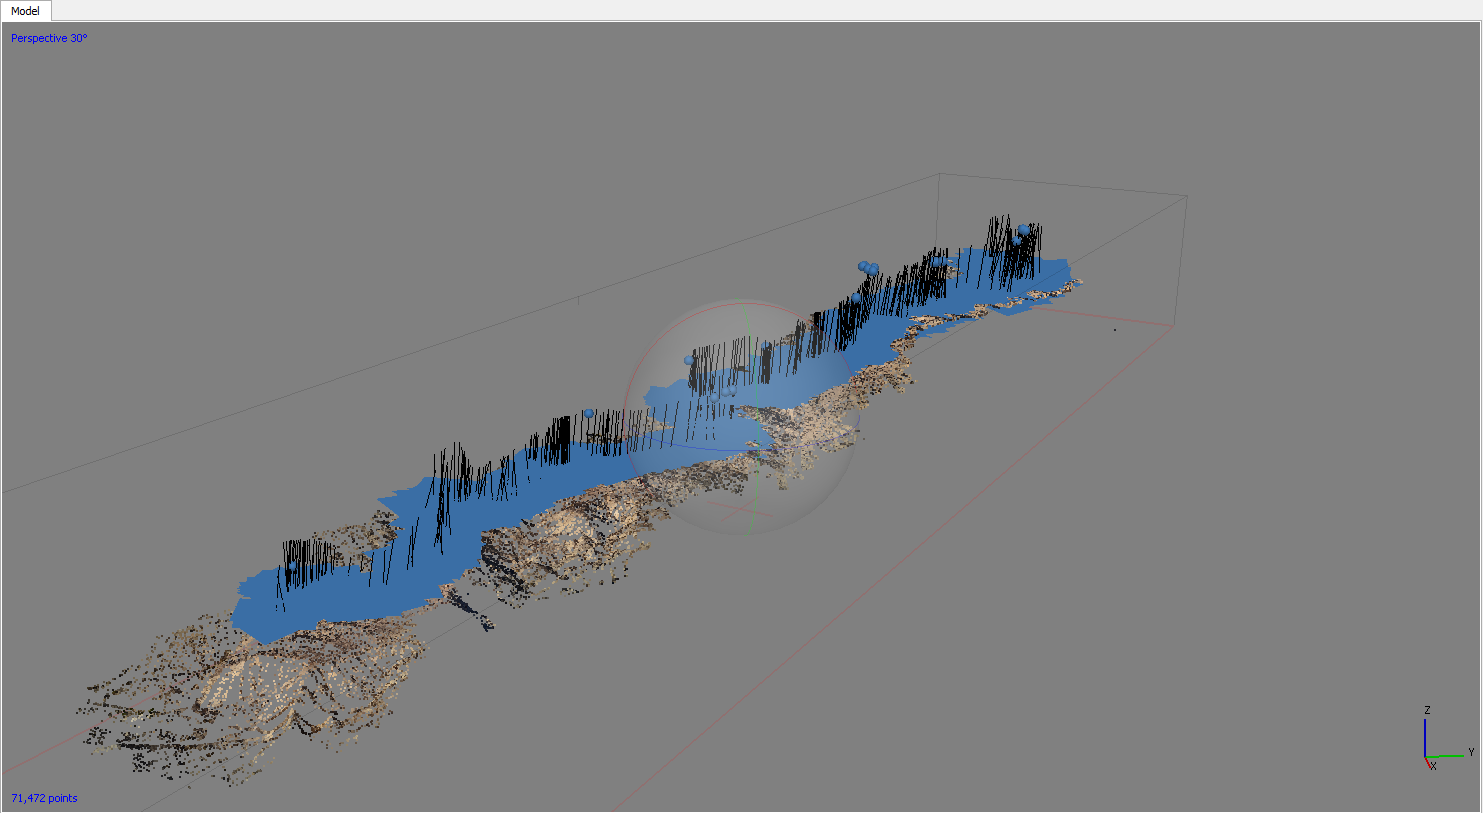 Model
Perspective 30°
Z
Y
X
71,472 points